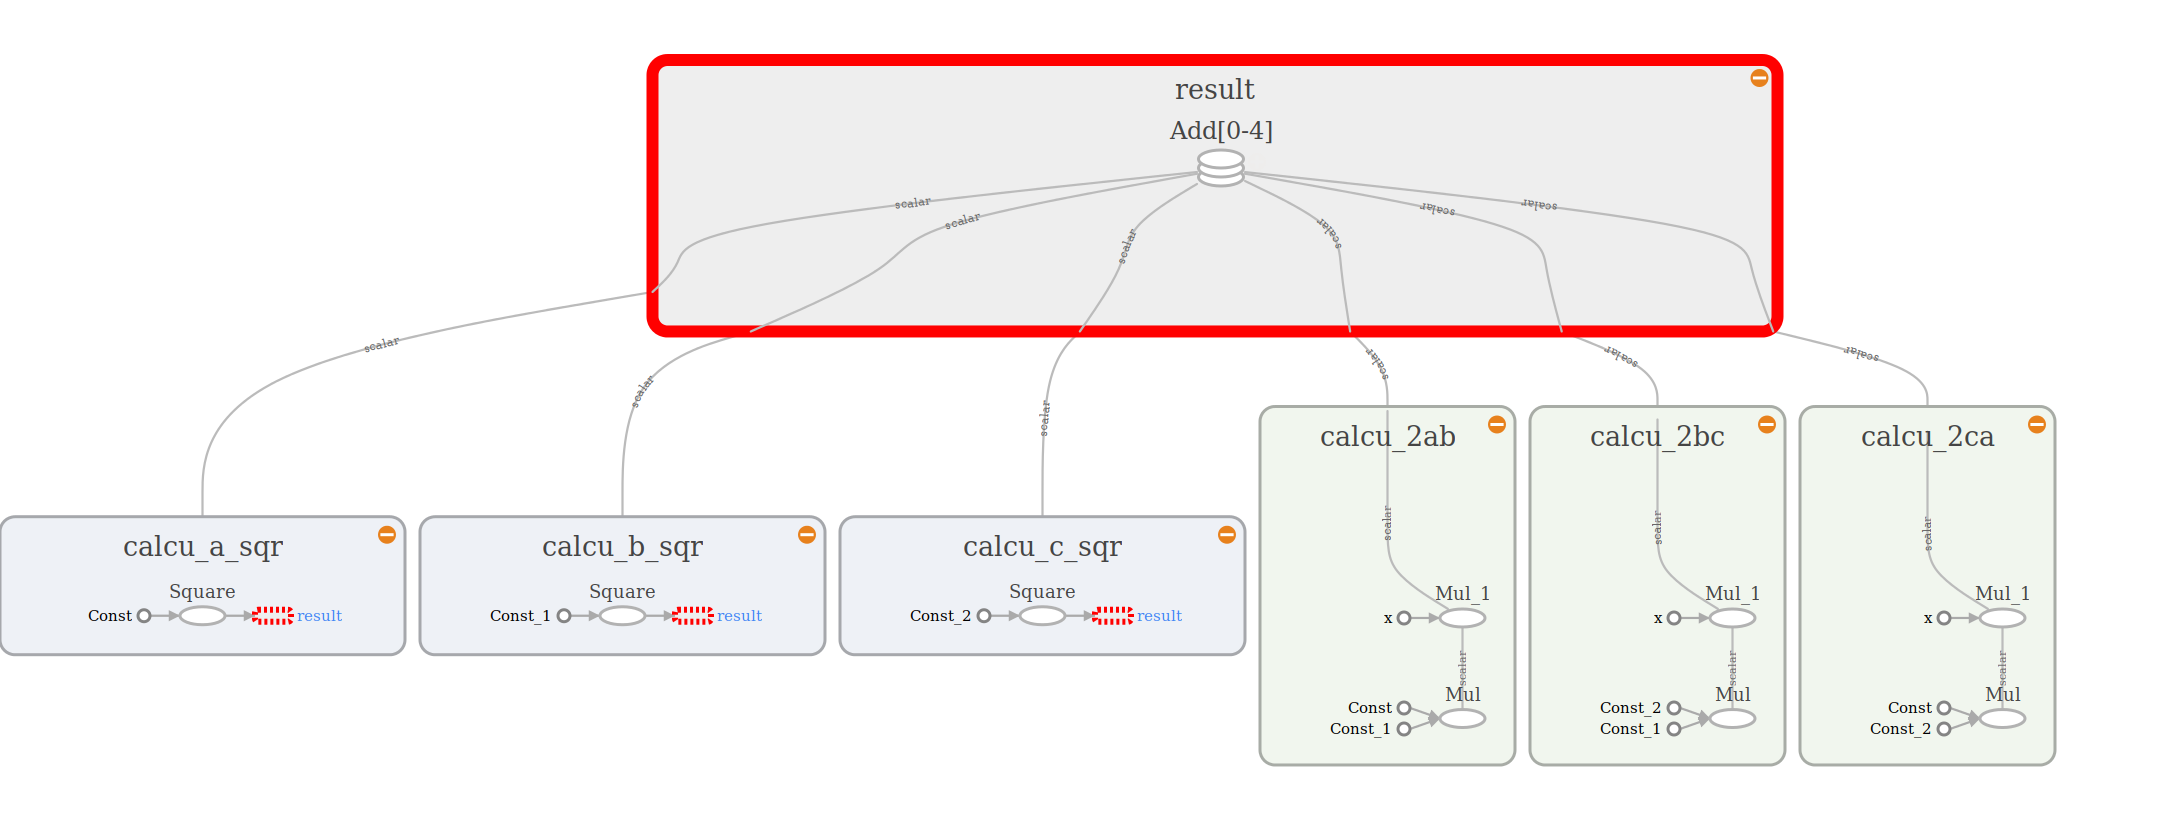 result
Add[0-4]
scalar
scalar
scalar
scalar
scalar
scalar
scalar
scalar
scalar
scalar
scalar
scalar
calcu_a_sqr
Square
Const
result
calcu_b_sqr
Square
Const_1
result
calcu_c_sqr
Square
Const_2
result
calcu_2ab
scalar
Mul_1
x
scalar
Mul
Const
Const_1
calcu_2bc
scalar
Mul_1
x
scalar
Mul
Const_2
Const_1
calcu_2ca
scalar
Mul_1
x
scalar
Mul
Const
Const_2